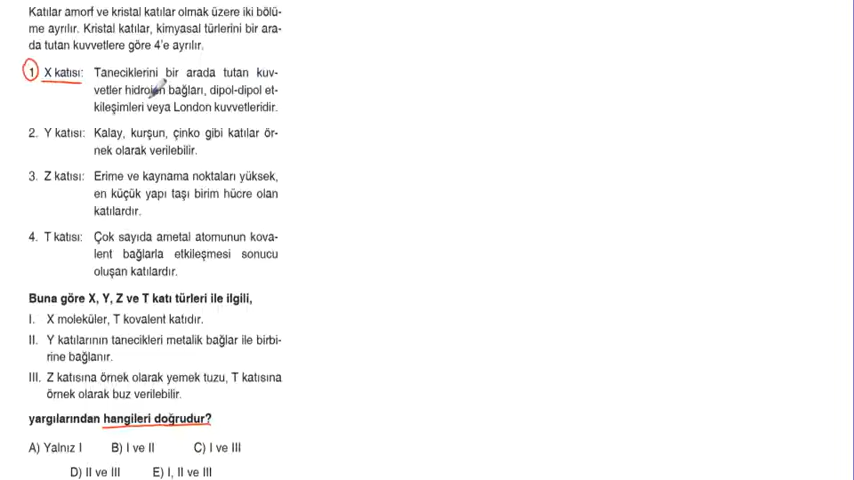 Katılar amorf ve kristal katılar olmak üzere iki bölü-
me ayrılır. Kristal katılar, kimyasal türlerini bir ara-
da tutan kuvvetlere göre 4'e ayrılır.
1 X katısı: Taneciklerini bir arada tutan kuv-
vetler hidrojen bağları, dipol-dipol et-
kileşimleri veya London kuvvetleridir.
2. Y katısı: Kalay, kurşun, çinko gibi katılar ör-
nek olarak verilebilir.
3. Z katısı: Erime ve kaynama noktaları yüksek,
en küçük yapı taşı birim hücre olan
katılardır.
4. T katısı: Çok sayıda ametal atomunun kova-
lent bağlarla etkileşmesi sonucu
oluşan katılardır.
Buna göre X, Y, Z ve T katı türleri ile ilgili,
I. X moleküler, T kovalent katıdır.
II. Y katılarının tanecikleri metalik bağlar ile birbi-
rine bağlanır.
III. Z katısına örnek olarak yemek tuzu, T katısına
örnek olarak buz verilebilir.
yargılarından hangileri doğrudur?
A) Yalnız I B) I ve II C) I ve III
D) II ve III E) I, II ve III